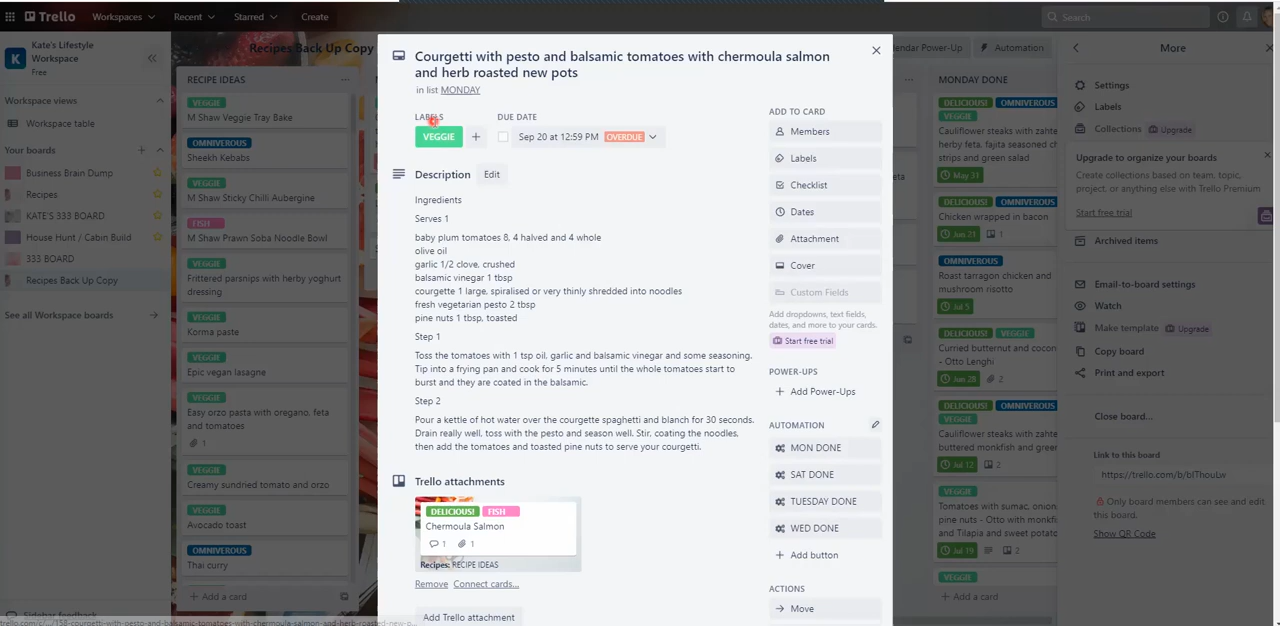 Trello
Workspaces
Recent
Starred
Create
Search
K
Kate's Lifestyle
Workspace
Free
Workspace views
Workspace table
Your boards
Business Brain Dump
Recipes
KATE'S 333 BOARD
House Hunt / Cabin Build
333 BOARD
Recipes Back Up Copy
See all Workspace boards
Sidebar feedback
Recipes Back Up Copy
RECIPE IDEAS
VEGGIE
M Shaw Veggie Tray Bake
OMNIVEROUS
Sheekh Kebabs
VEGGIE
M Shaw Sticky Chilli Aubergine
FISH
M Shaw Prawn Soba Noodle Bowl
VEGGIE
Frittered parsnips with herby yoghurt
dressing
VEGGIE
Korma paste
VEGGIE
Epic vegan lasagne
VEGGIE
Easy orzo pasta with oregano, feta
and tomatoes
1
VEGGIE
Creamy sundried tomato and orzo
VEGGIE
Avocado toast
OMNIVEROUS
Thai curry
+ Add a card
Courgetti with pesto and balsamic tomatoes with chermoula salmon
and herb roasted new pots
in list MONDAY
LABELS
VEGGIE
+
DUE DATE
Sep 20 at 12:59 PM OVERDUE
Description
Edit
Ingredients
Serves 1
baby plum tomatoes 8, 4 halved and 4 whole
olive oil
garlic 1/2 clove, crushed
balsamic vinegar 1 tbsp
courgette 1 large, spiralised or very thinly shredded into noodles
fresh vegetarian pesto 2 tbsp
pine nuts 1 tbsp, toasted
Step 1
Toss the tomatoes with 1 tsp oil, garlic and balsamic vinegar and some seasoning.
Tip into a frying pan and cook for 5 minutes until the whole tomatoes start to
burst and they are coated in the balsamic.
Step 2
Pour a kettle of hot water over the courgette spaghetti and blanch for 30 seconds.
Drain really well, toss with the pesto and season well. Stir, coating the noodles,
then add the tomatoes and toasted pine nuts to serve your courgetti.
Trello attachments
DELICIOUS! FISH
Chermoula Salmon
1 1
Recipes: RECIPE IDEAS
Remove Connect cards...
Add Trello attachment
ADD TO CARD
Members
Labels
Checklist
Dates
Attachment
Cover
Custom Fields
Add dropdowns, text fields,
dates, and more to your cards.
Start free trial
POWER-UPS
+ Add Power-Ups
AUTOMATION
MON DONE
SAT DONE
TUESDAY DONE
WED DONE
+ Add button
ACTIONS
Move
endar Power-Up
Automation
MONDAY DONE
DELICIOUS! OMNIVEROUS
VEGGIE
Cauliflower steaks with za'atar
herby feta, fajita seasoned ch
strips and green salad
May 31
DELICIOUS! OMNIVEROUS
Chicken wrapped in bacon
Jun 21 1
OMNIVEROUS
Roast tarragon chicken and
mushroom risotto
Jul 5
DELICIOUS! VEGGIE
Curried butternut and cocon
- Otto Lenghi
Jun 28 2
DELICIOUS! OMNIVEROUS
VEGGIE
Cauliflower steaks with za'atar
buttered monkfish and green
Jul 12 2
VEGGIE
Tomatoes with sumac, onion
pine nuts - Otto with monkfi
and Tilapia and sweet potato
Jul 19 2
VEGGIE
+ Add a card
More
Settings
Labels
Collections Upgrade
Upgrade to organize your boards
Create collections based on team, topic,
project, or anything else with Trello Premium
Start free trial
Archived items
Email-to-board settings
Watch
Make template Upgrade
Copy board
Print and export
Close board...
Link to this board
Only board members can see and edit
this board.
Show QR Code